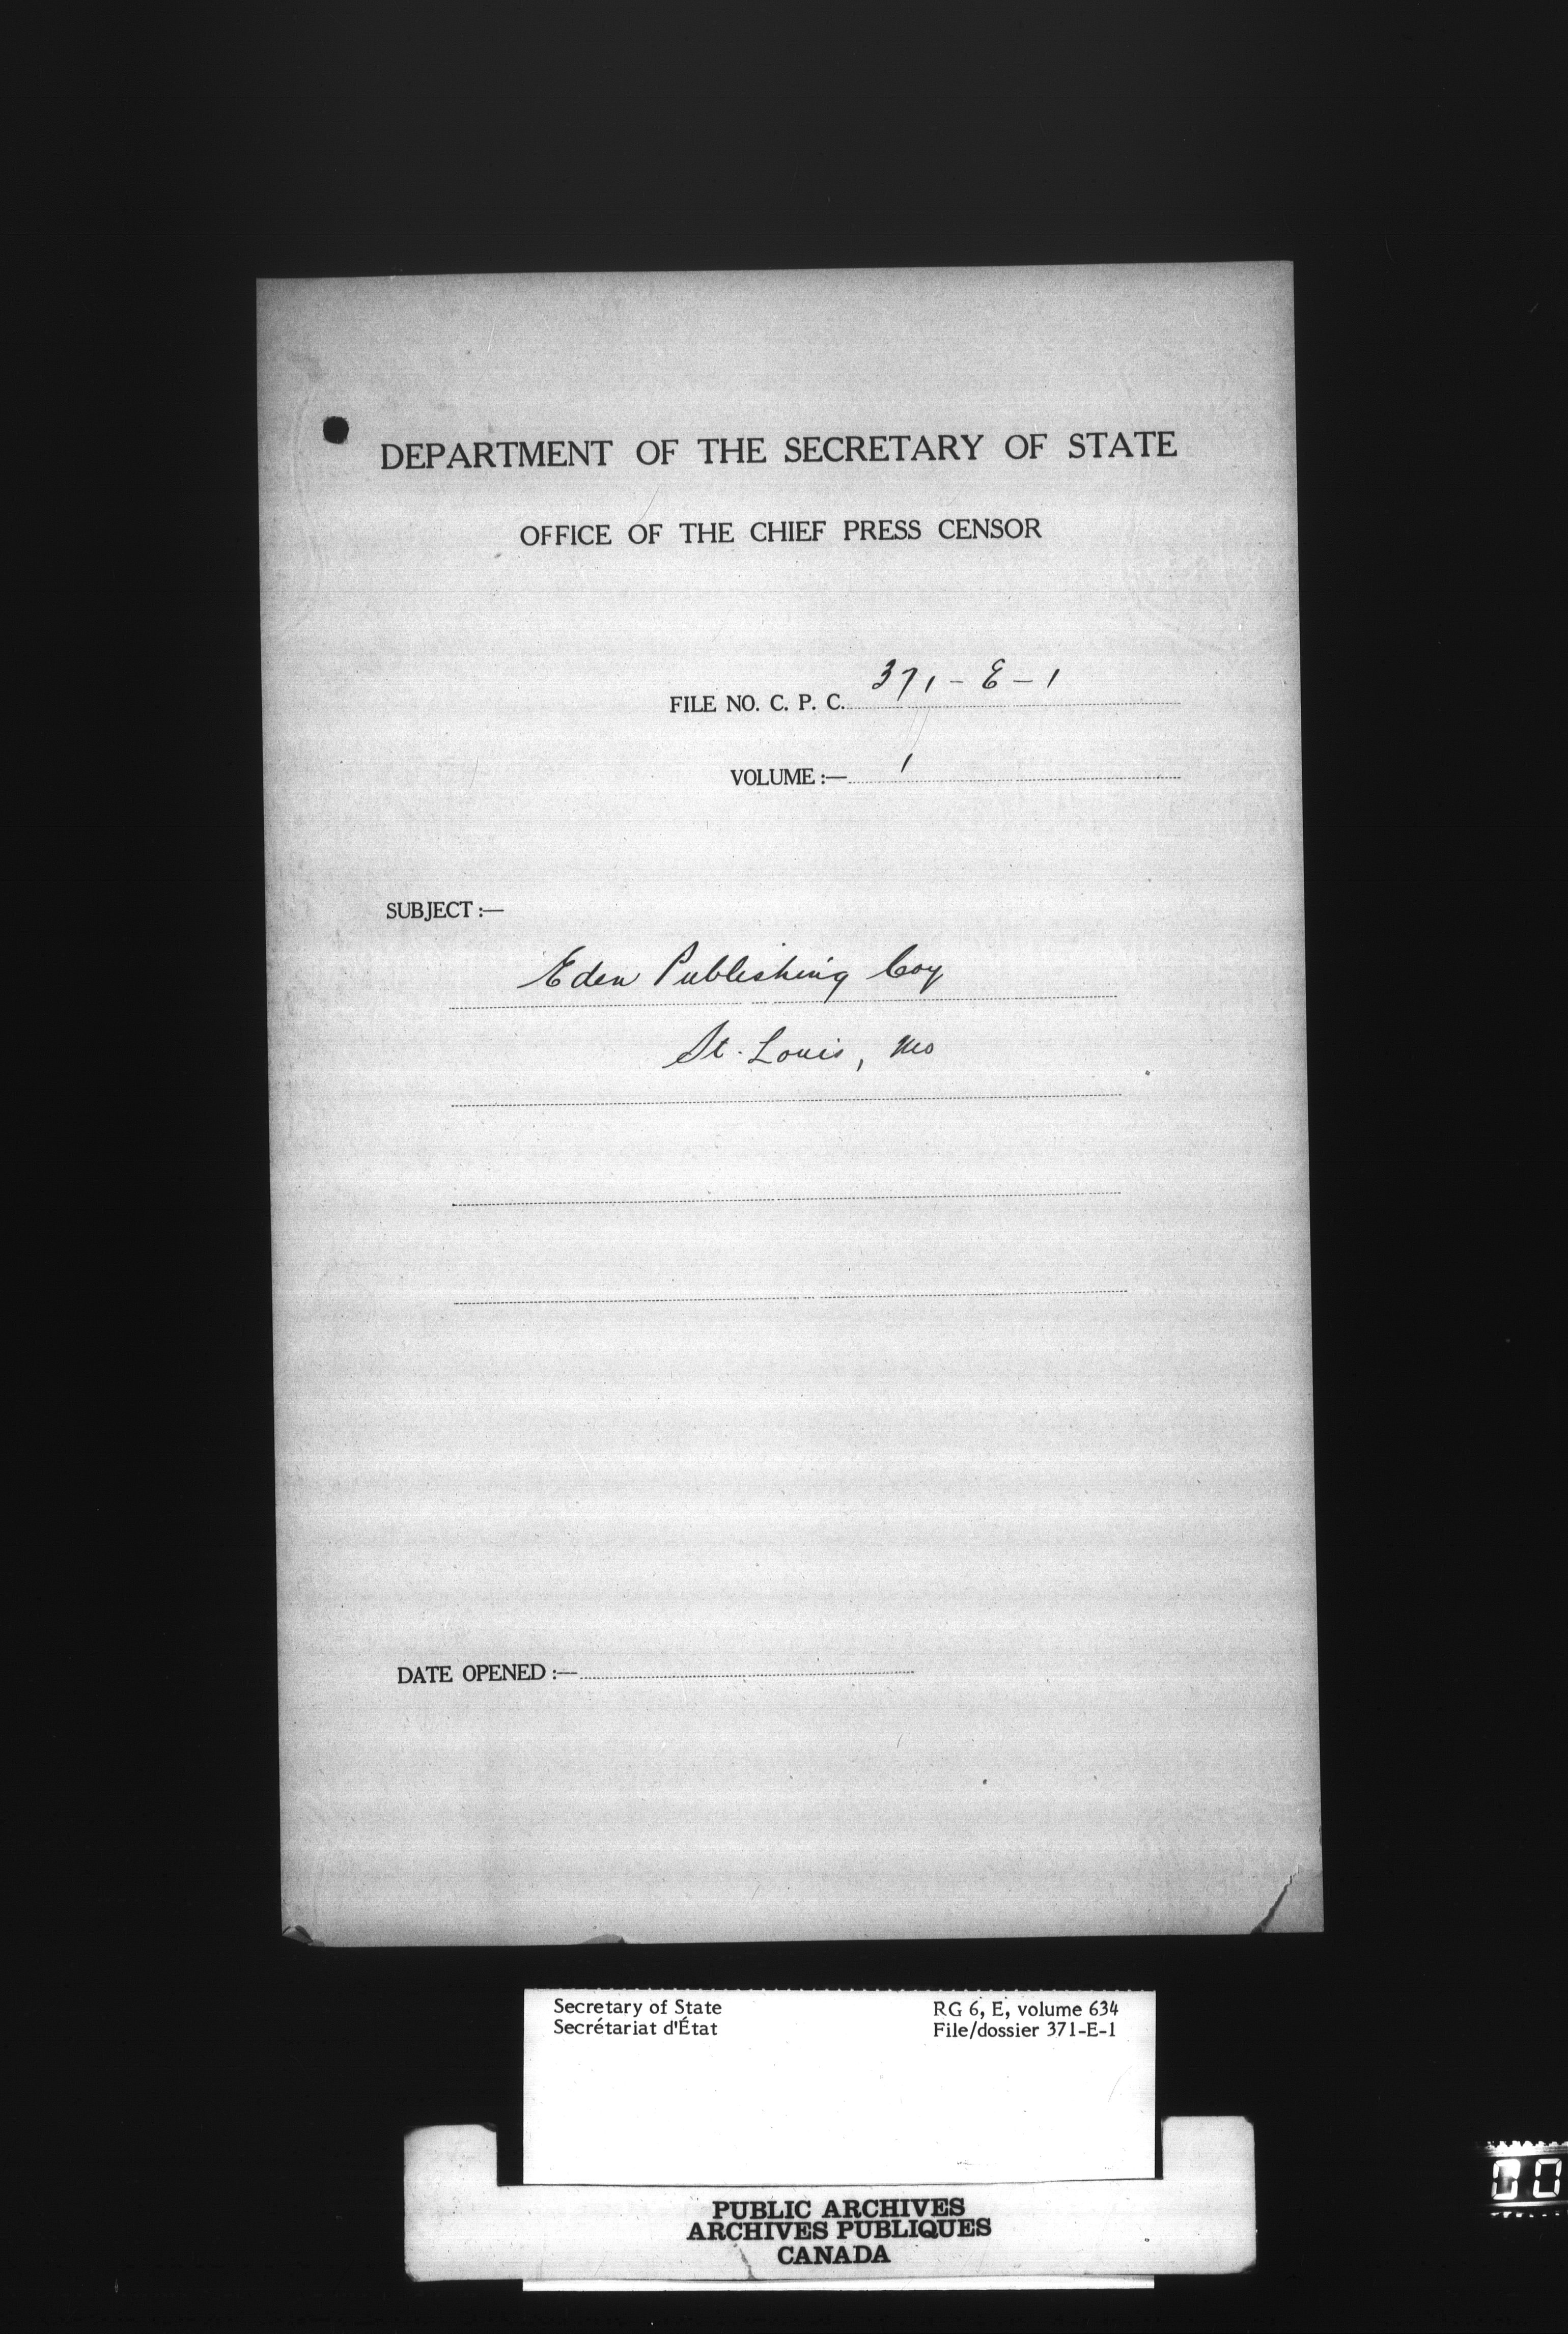 DEPARTMENT OF THE SECRETARY OF STATE
OFFICE OF THE CHIEF PRESS CENSOR
FILE NO. C. P. C. 371-E-1
VOLUME :— 1
SUBJECT :—
Eden Publishing Coy
St. Louis, Mo
DATE OPENED :—
Secretary of State
Secrétariat d'État
RG 6, E, volume 634
File/dossier 371-E-1
PUBLIC ARCHIVES
ARCHIVES PUBLIQUES
CANADA